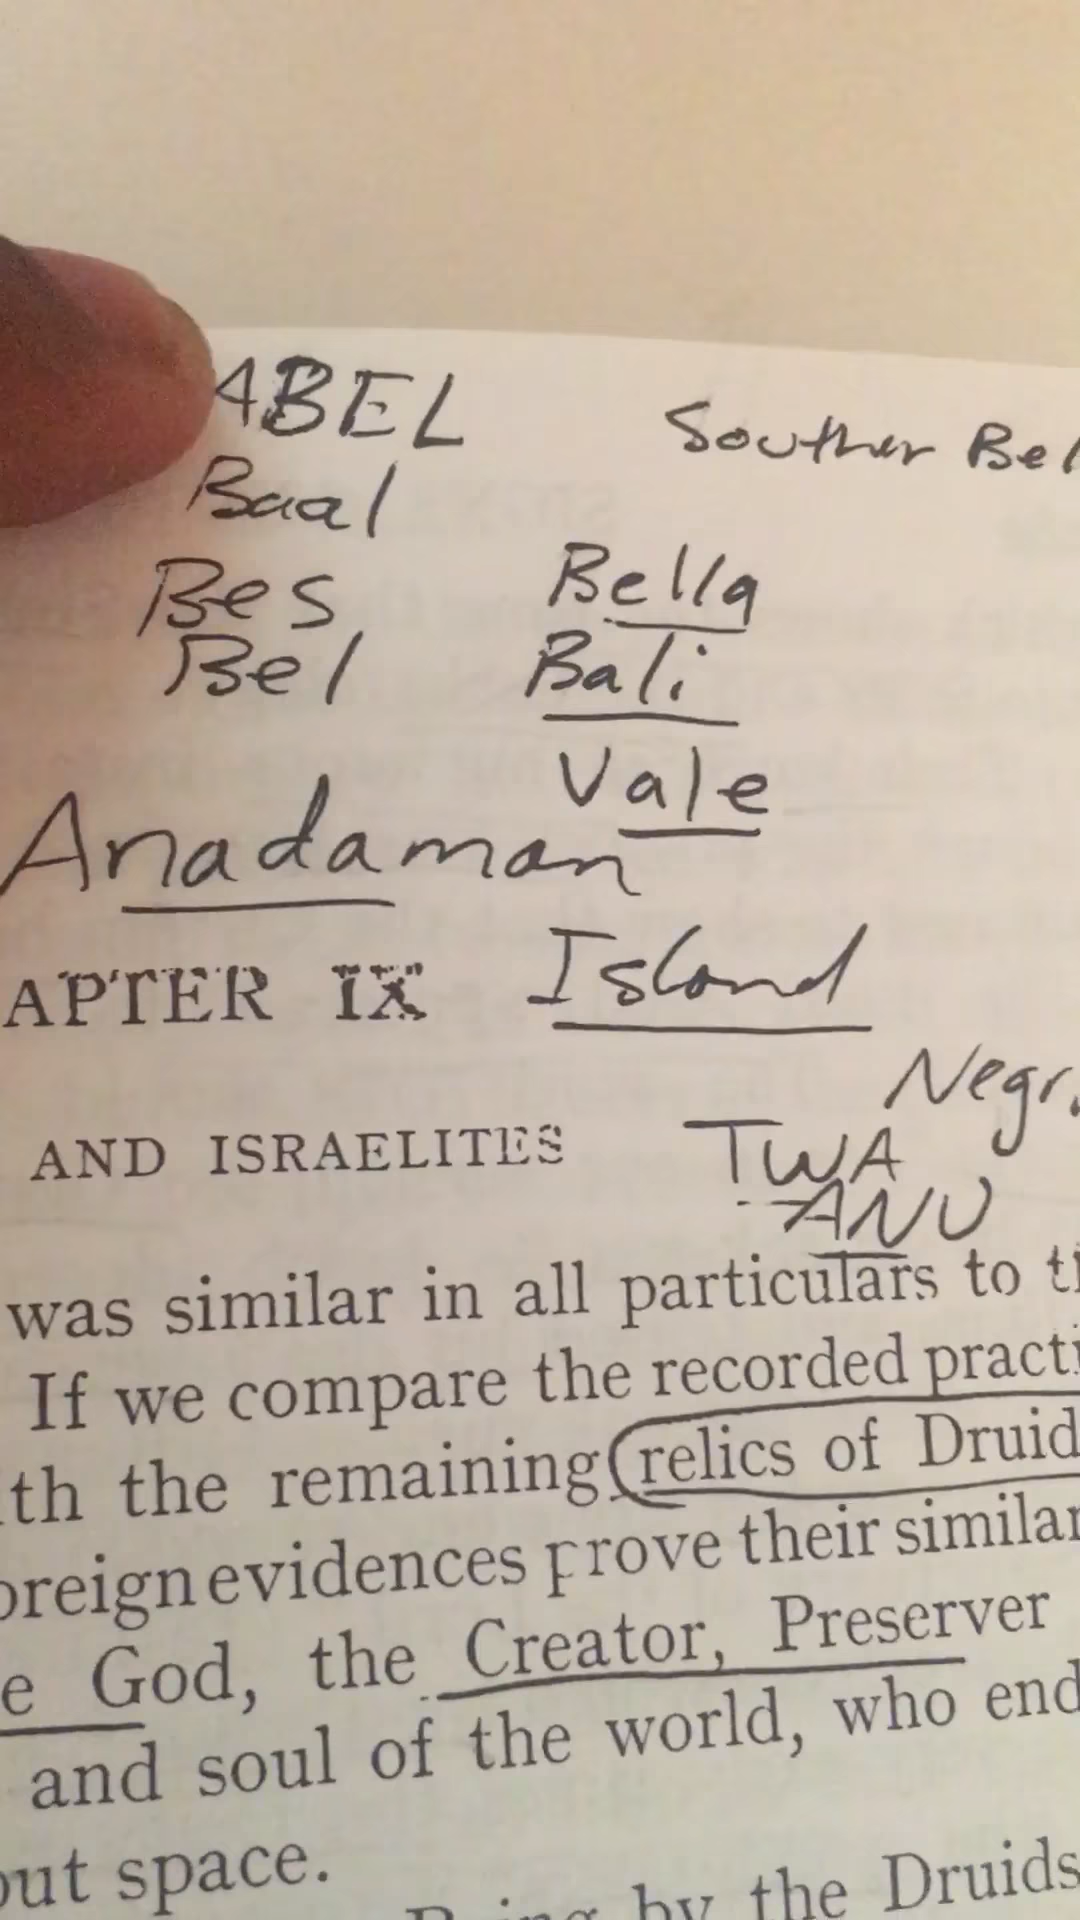 ABEL
Souther Bel
Baal
Bes
Bella
Bel
Bali
Vale
Anadaman
Island
APTER IX
Negr
AND ISRAELITES
TWA
ANU
was similar in all particulars to t
If we compare the recorded practi
th the remaining relics of Druid
oreign evidences prove their similar
e God, the Creator, Preserver
and soul of the world, who end
out space.
by the Druids